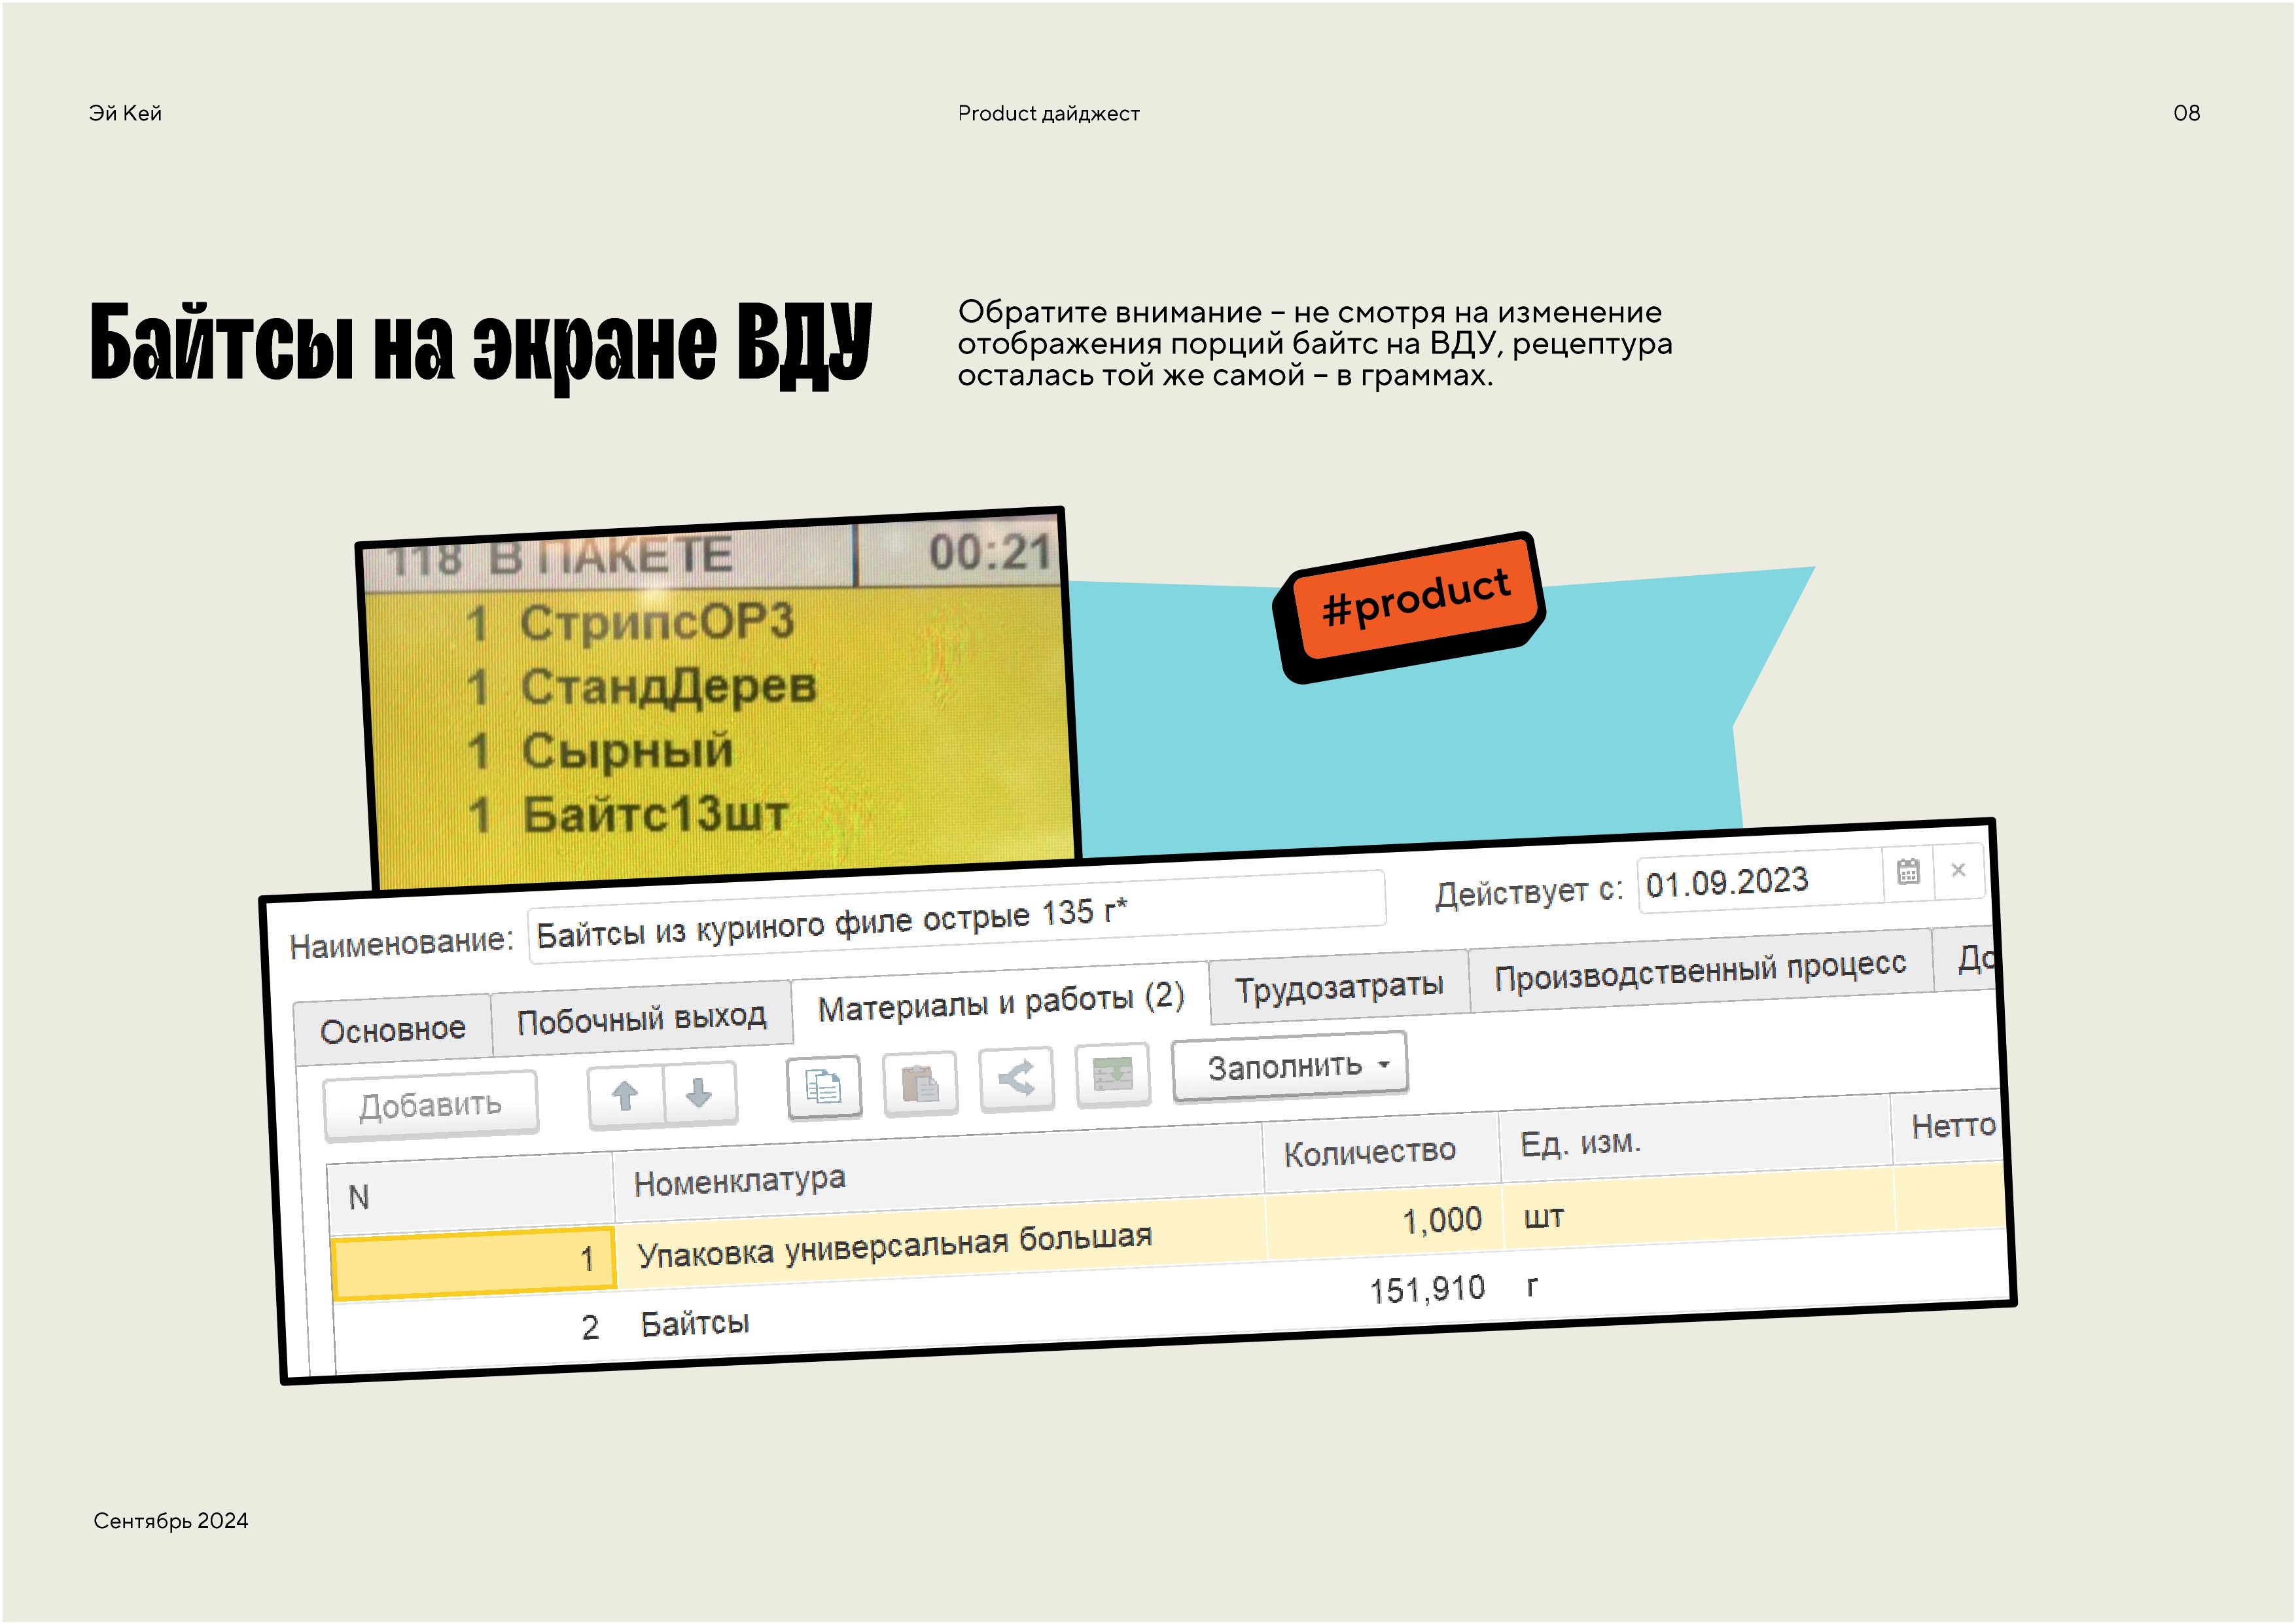 Эй Кей
Product дайджест
08
Байтсы на экране ВДУ
Обратите внимание – не смотря на изменение
отображения порций байтс на ВДУ, рецептура
осталась той же самой – в граммах.
118 В ПАКЕТЕ 00:21
1 СтрипсОР3
1 СтандДерев
1 Сырный
1 Байтс13шт
#product
Наименование: Байтсы из куриного филе острые 135 г* Действует с: 01.09.2023
Основное Побочный выход Материалы и работы (2) Трудозатраты Производственный процесс До
Добавить Заполнить
N Номенклатура Количество Ед. изм. Нетто
1 Упаковка универсальная большая 1,000 шт
2 Байтсы 151,910 г
Сентябрь 2024